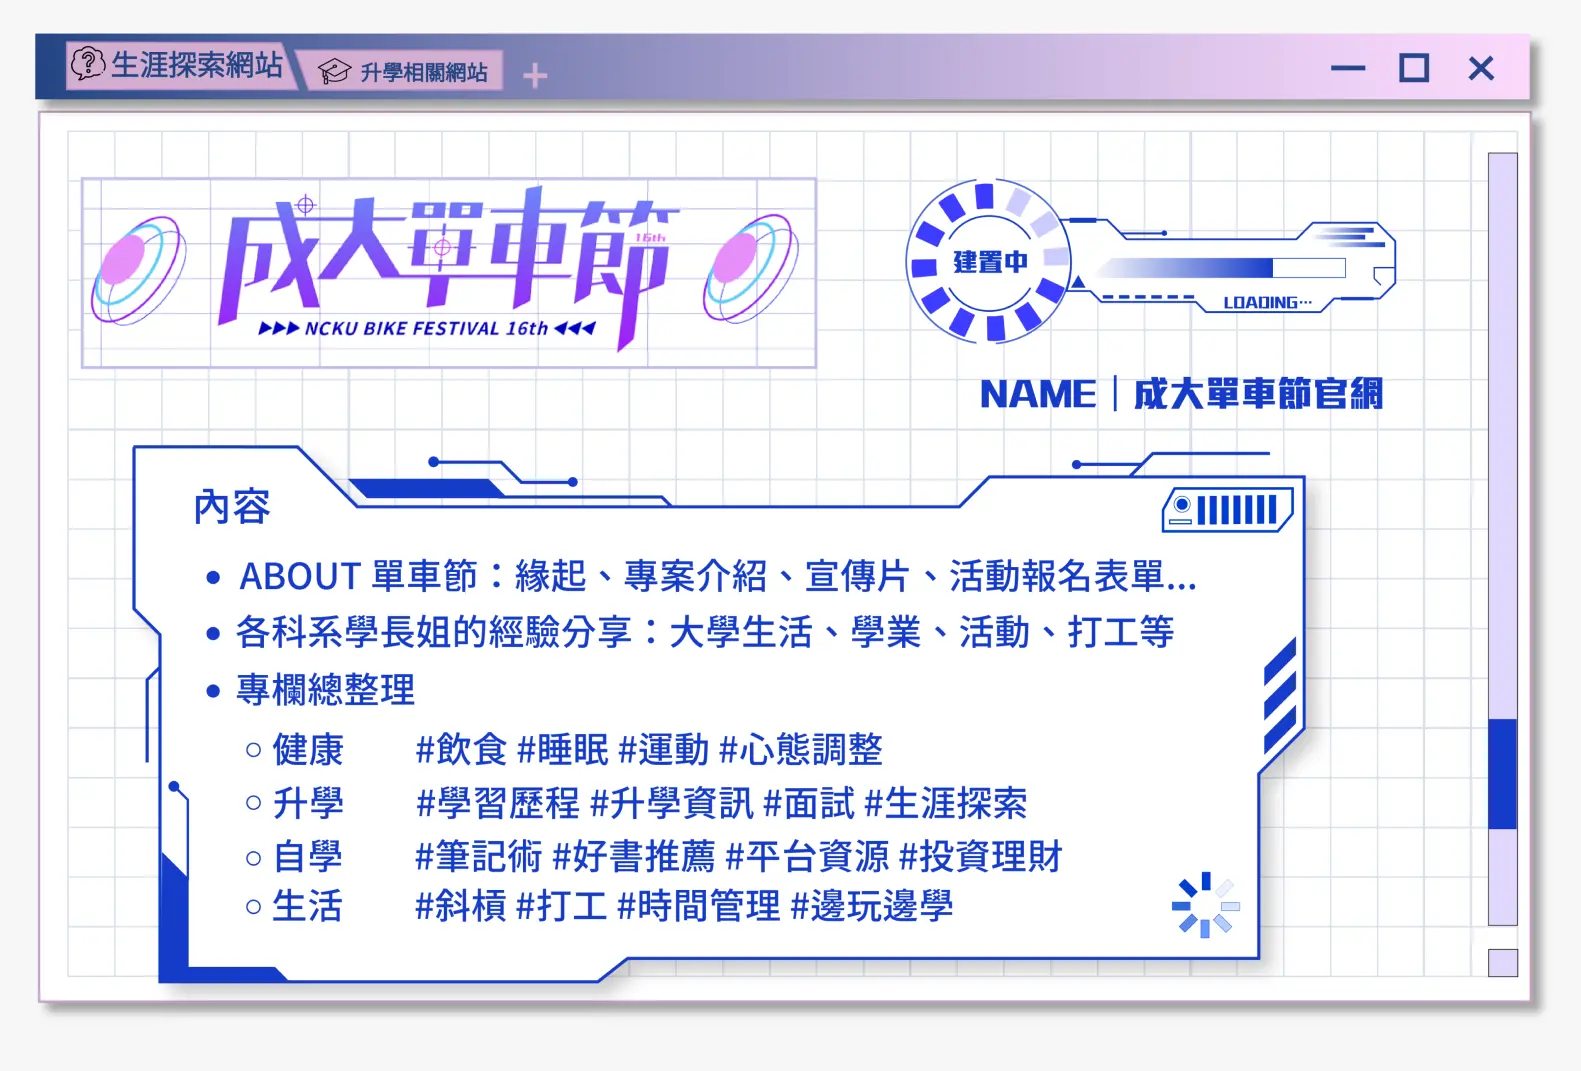 生涯探索網站
升學相關網站
成大單車節
16th
NCKU BIKE FESTIVAL 16th
建置中
LOADING...
NAME｜成大單車節官網
內容
ABOUT 單車節：緣起、專案介紹、宣傳片、活動報名表單...
各科系學長姐的經驗分享：大學生活、學業、活動、打工等
專欄總整理
健康 #飲食 #睡眠 #運動 #心態調整
升學 #學習歷程 #升學資訊 #面試 #生涯探索
自學 #筆記術 #好書推薦 #平台資源 #投資理財
生活 #斜槓 #打工 #時間管理 #邊玩邊學